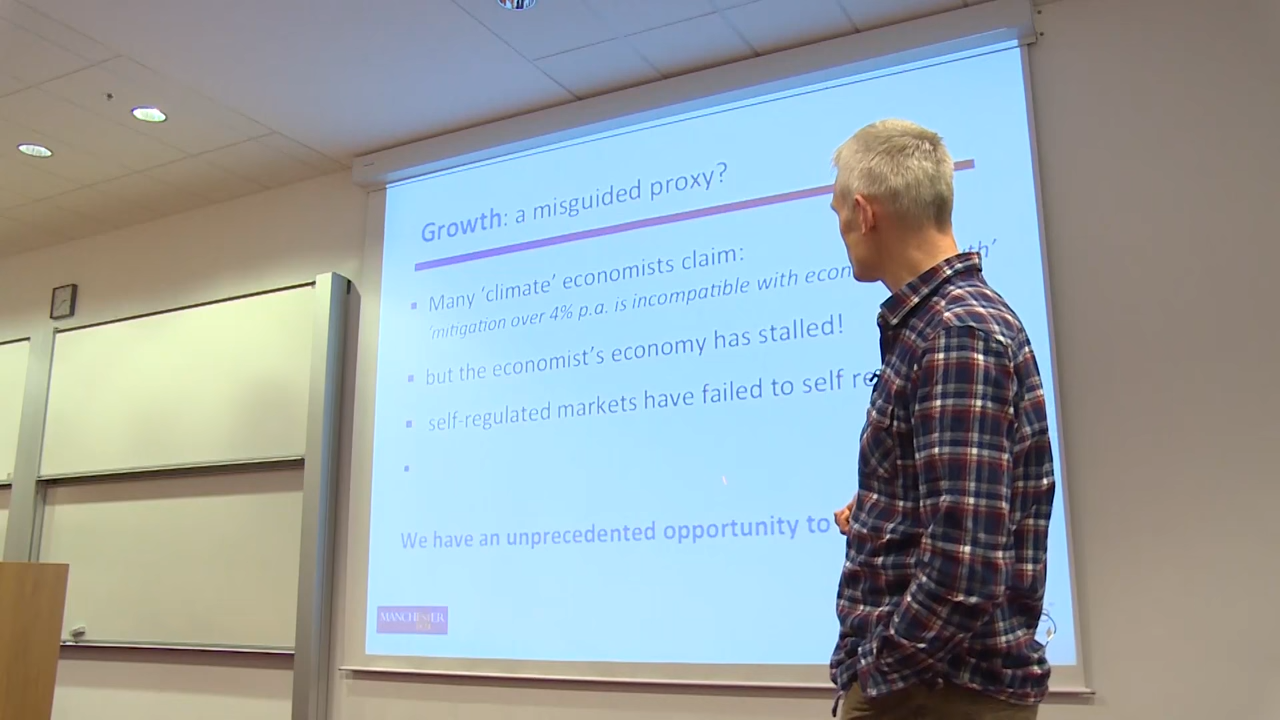 Growth: a misguided proxy?
▪ Many ‘climate’ economists claim:
‘mitigation over 4% p.a. is incompatible with econ
▪ but the economist’s economy has stalled!
▪ self-regulated markets have failed to self re
▪
We have an unprecedented opportunity to
MANCHESTER